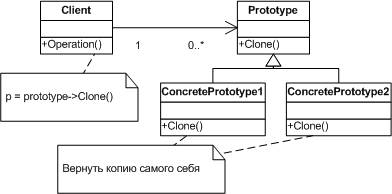 Client
Prototype
+Operation()
1
0..*
+Clone()
p = prototype->Clone()
ConcretePrototype1
ConcretePrototype2
+Clone()
+Clone()
Вернуть копию самого себя